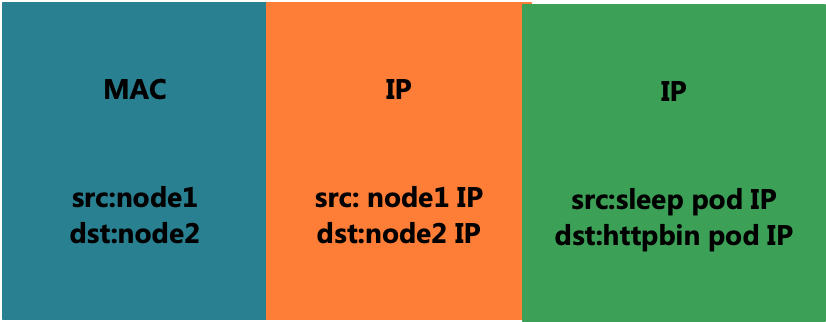 MAC
src:node1
dst:node2
IP
src: node1 IP
dst:node2 IP
IP
src:sleep pod IP
dst:httpbin pod IP